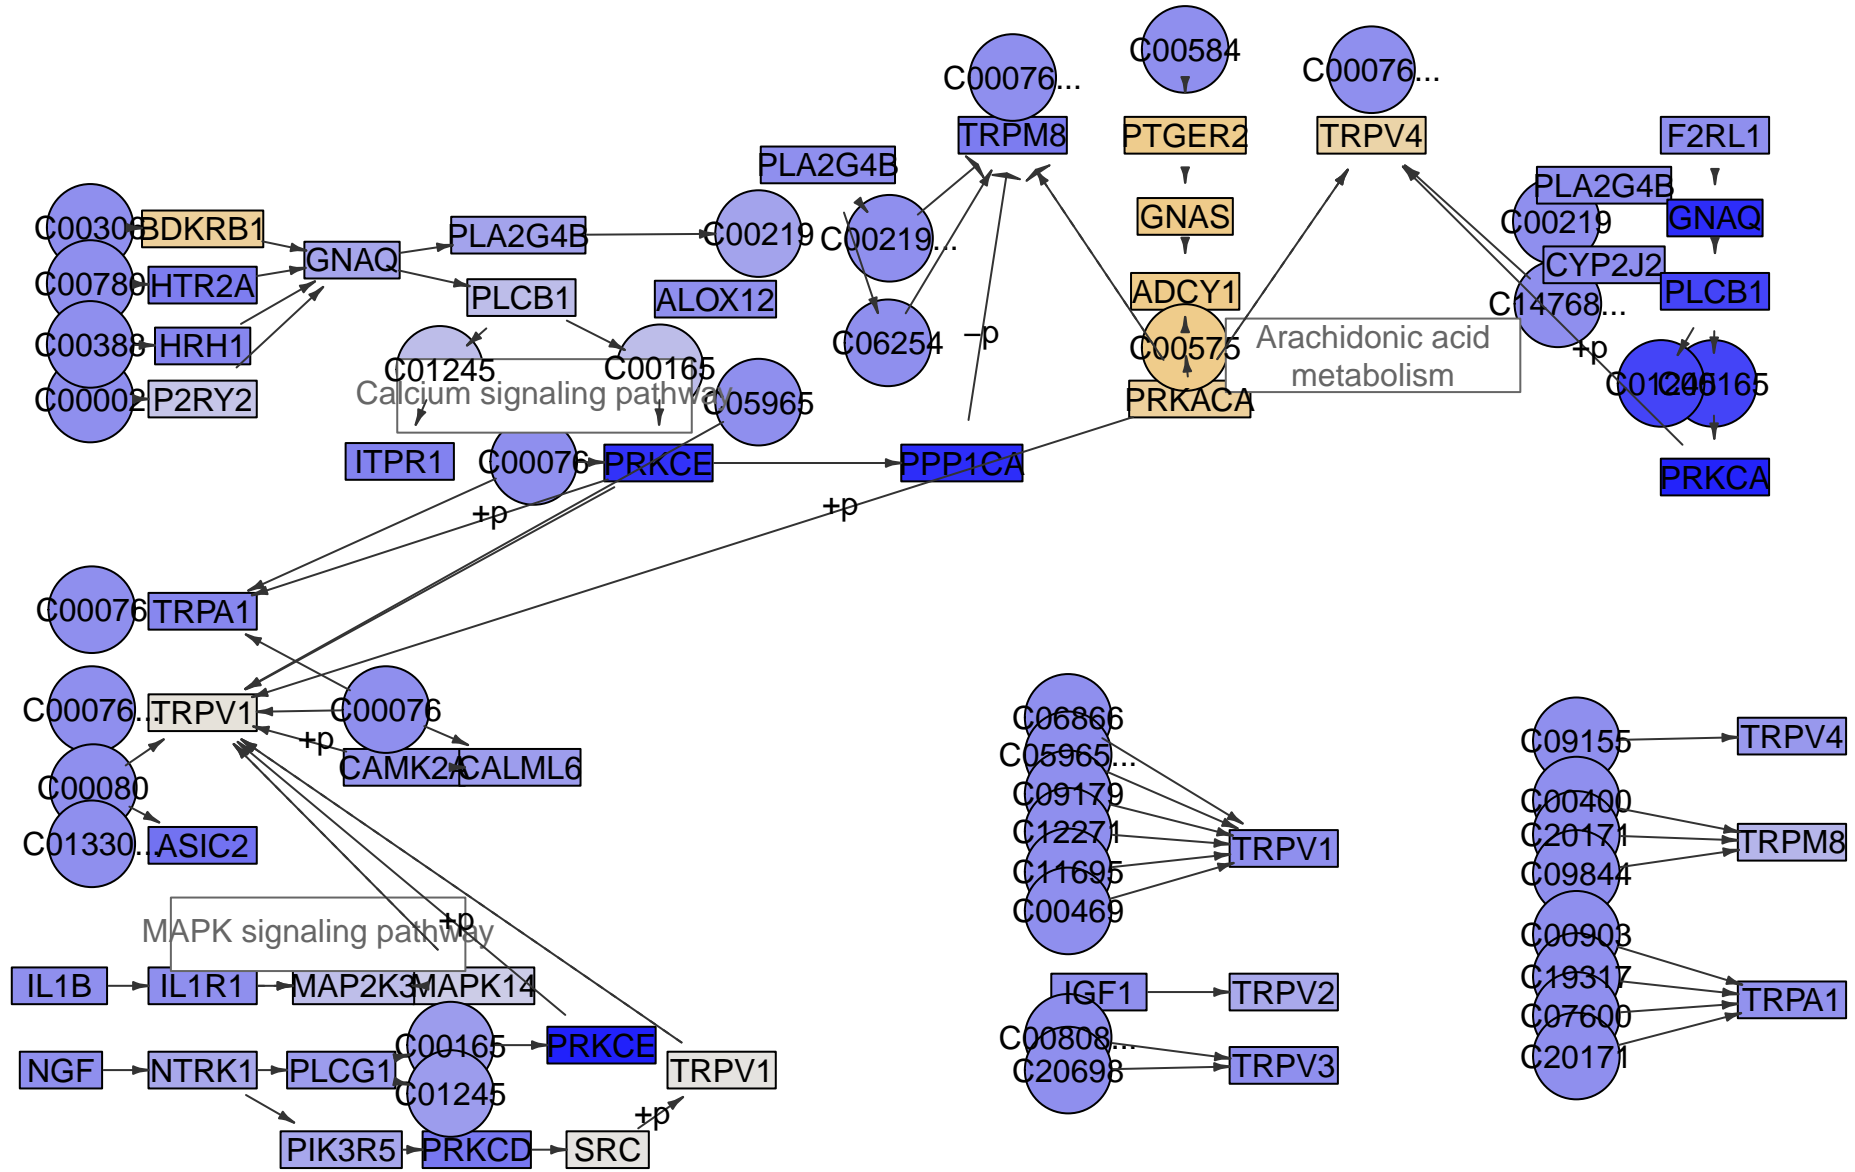 C00584
C00076...
C00076...
TRPM8
PTGER2
TRPV4
F2RL1
PLA2G4B
PLA2G4B
BDKRB1
GNAS
C00219
GNAQ
PLA2G4B
C00219
C00219...
GNAQ
CYP2J2
C00780
HTR2A
PLCB1
ALOX12
ADCY1
C14768...
PLCB1
C00388
HRH1
C06254
–p
C00575
Arachidonic acid
metabolism
+p
C01245
C00165
C00002
P2RY2
Calcium signaling pathway
C05965
PRKACA
C01245
C00165
ITPR1
C00076
PRKCE
PPP1CA
PRKCA
+p
+p
C00076
TRPA1
C00076...
TRPV1
C00076
C06866
+p
C05965...
C09155
TRPV4
C00080
CAMK2A
CALML6
C09179
C00400
C01330...
ASIC2
C12271
TRPV1
C20171
TRPM8
C11695
C09844
C00469
+p
MAPK signaling pathway
C00903
IL1B
IL1R1
MAP2K3
MAPK14
IGF1
TRPV2
C19317
TRPA1
C00165
PRKCE
C00808...
C07600
NGF
NTRK1
PLCG1
TRPV1
C20698
TRPV3
C20171
C01245
+p
PIK3R5
PRKCD
SRC